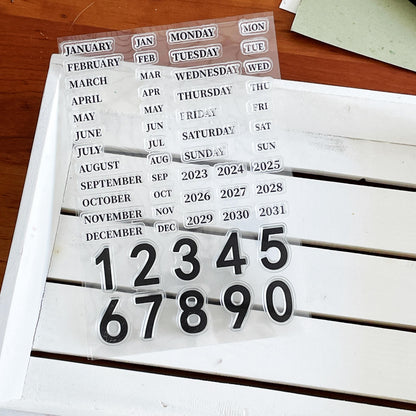 JANUARY JAN MONDAY MON
FEBRUARY FEB TUESDAY TUE
MARCH MAR WEDNESDAY WED
APRIL APR THURSDAY THU
MAY MAY FRIDAY FRI
JUNE JUN SATURDAY SAT
JULY JUL SUNDAY SUN
AUGUST AUG 2023 2024 2025
SEPTEMBER SEP 2026 2027 2028
OCTOBER OCT 2029 2030 2031
NOVEMBER NOV
DECEMBER DEC
1 2 3 4 5
6 7 8 9 0